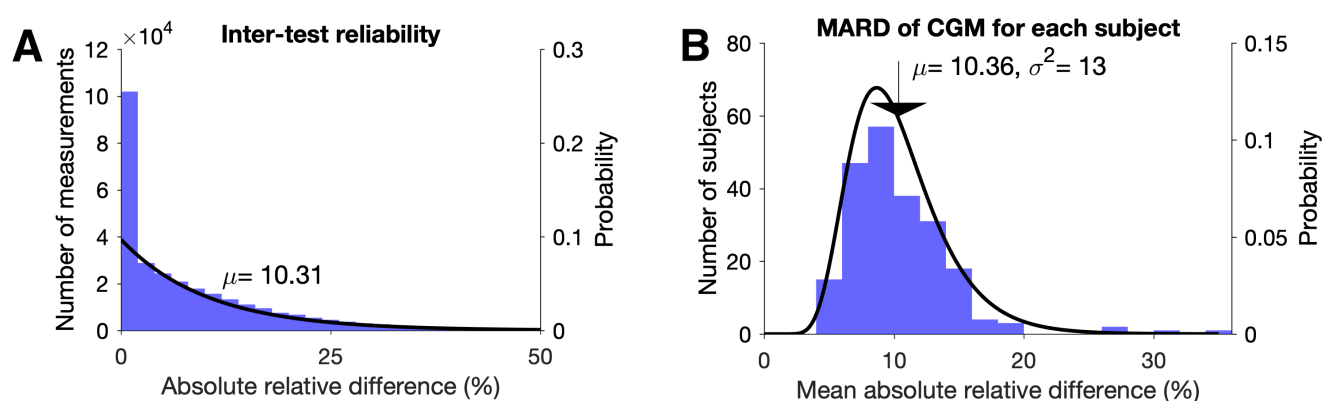 A
×10⁴
Inter-test reliability
Number of measurements
12
10
8
6
4
2
0
0.3
0.2
0.1
0
Probability
μ= 10.31
0
25
50
Absolute relative difference (%)
B
MARD of CGM for each subject
Number of subjects
80
60
40
20
0
0.15
0.1
0.05
0
Probability
μ= 10.36, σ²= 13
0
10
20
30
Mean absolute relative difference (%)